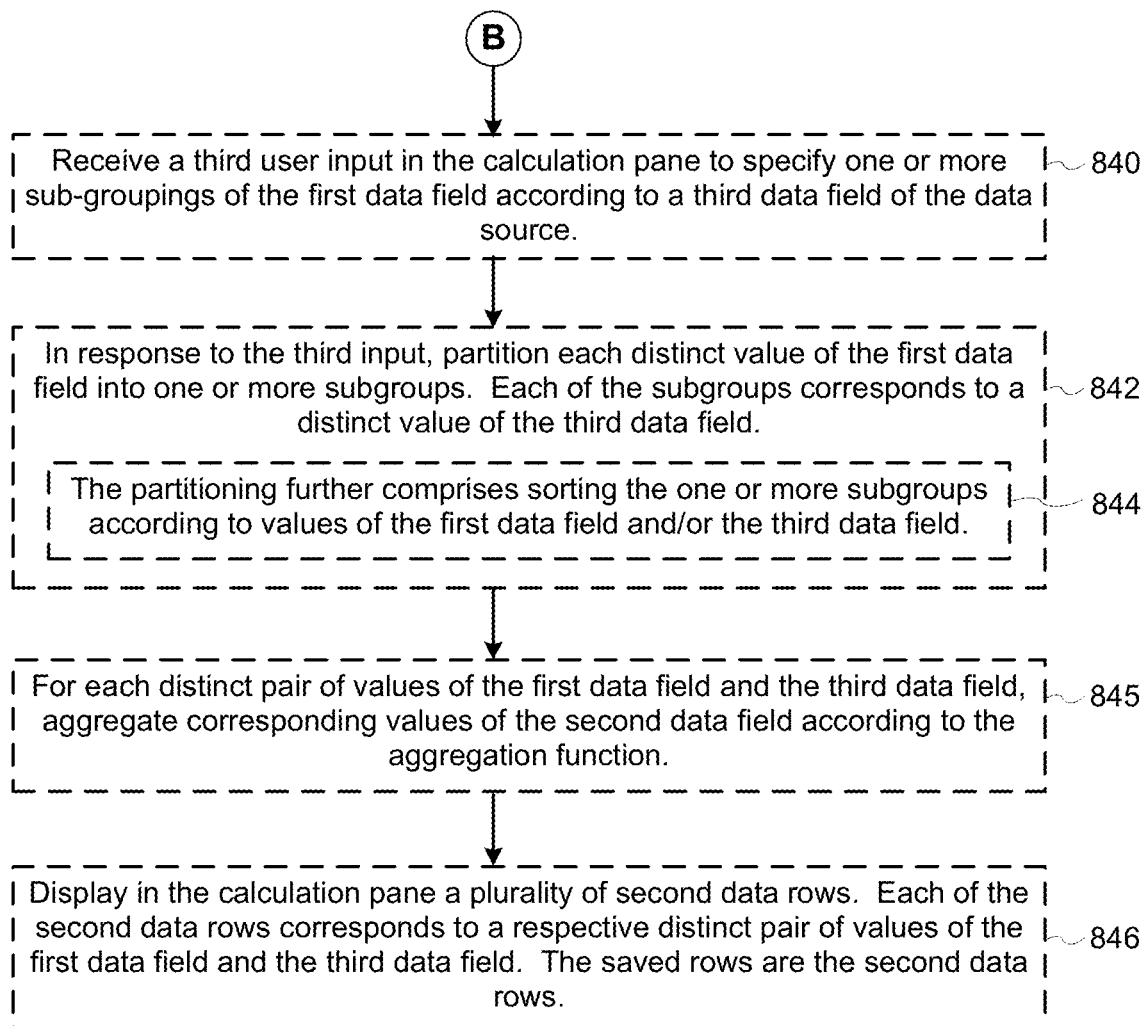 B
Receive a third user input in the calculation pane to specify one or more
sub-groupings of the first data field according to a third data field of the data
source.
840
In response to the third input, partition each distinct value of the first data
field into one or more subgroups.  Each of the subgroups corresponds to a
distinct value of the third data field.
842
The partitioning further comprises sorting the one or more subgroups
according to values of the first data field and/or the third data field.
844
For each distinct pair of values of the first data field and the third data field,
aggregate corresponding values of the second data field according to the
aggregation function.
845
Display in the calculation pane a plurality of second data rows.  Each of the
second data rows corresponds to a respective distinct pair of values of the
first data field and the third data field.  The saved rows are the second data
rows.
846